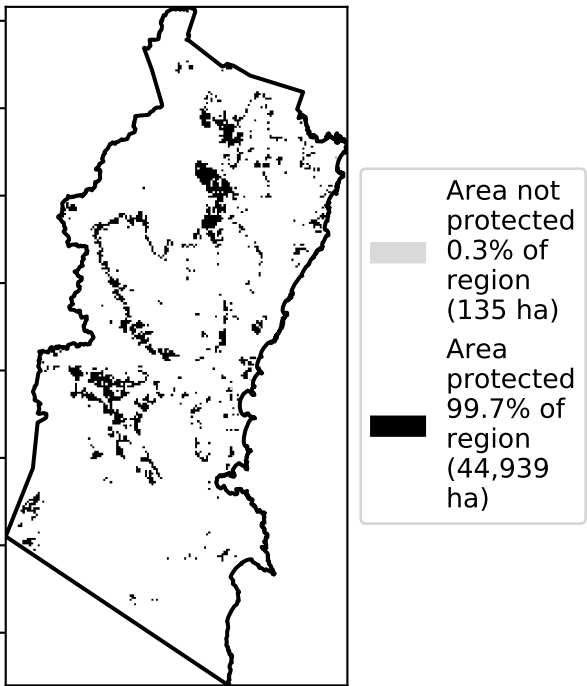 Area not
protected
0.3% of
region
(135 ha)
Area
protected
99.7% of
region
(44,939
ha)